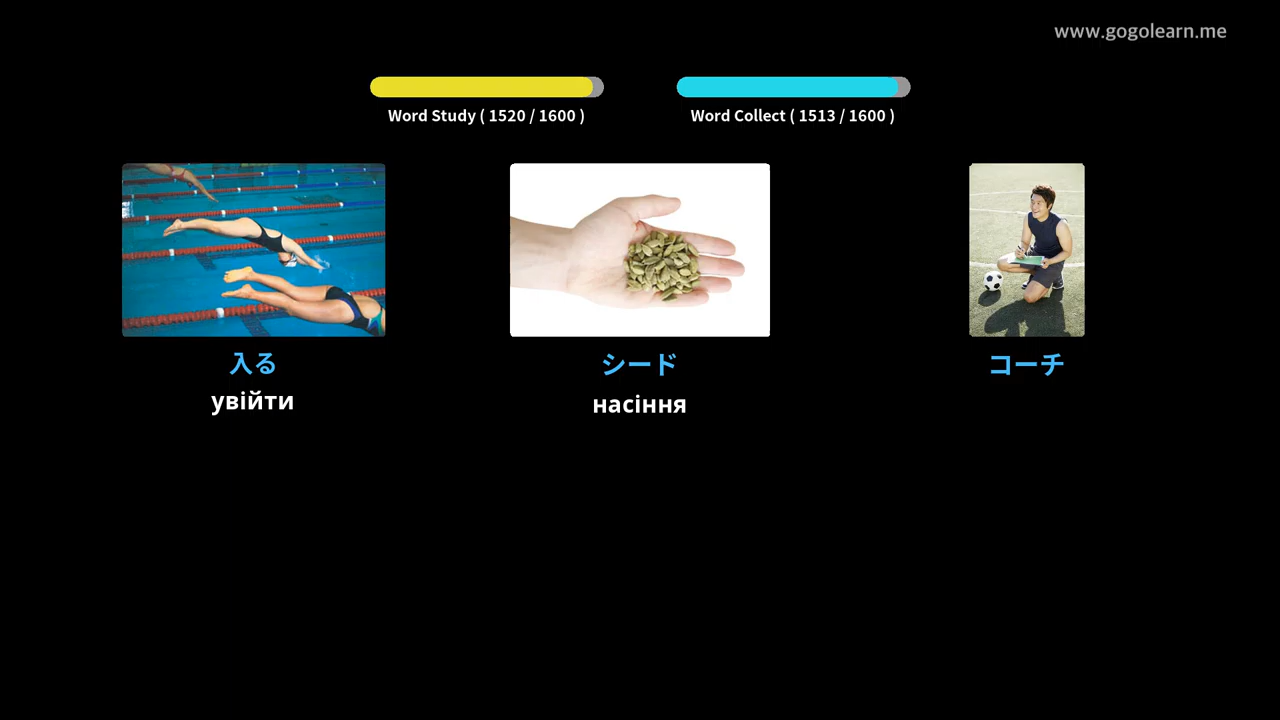 www.gogolearn.me
Word Study ( 1520 / 1600 )
Word Collect ( 1513 / 1600 )
入る
увійти
シード
насіння
コーチ